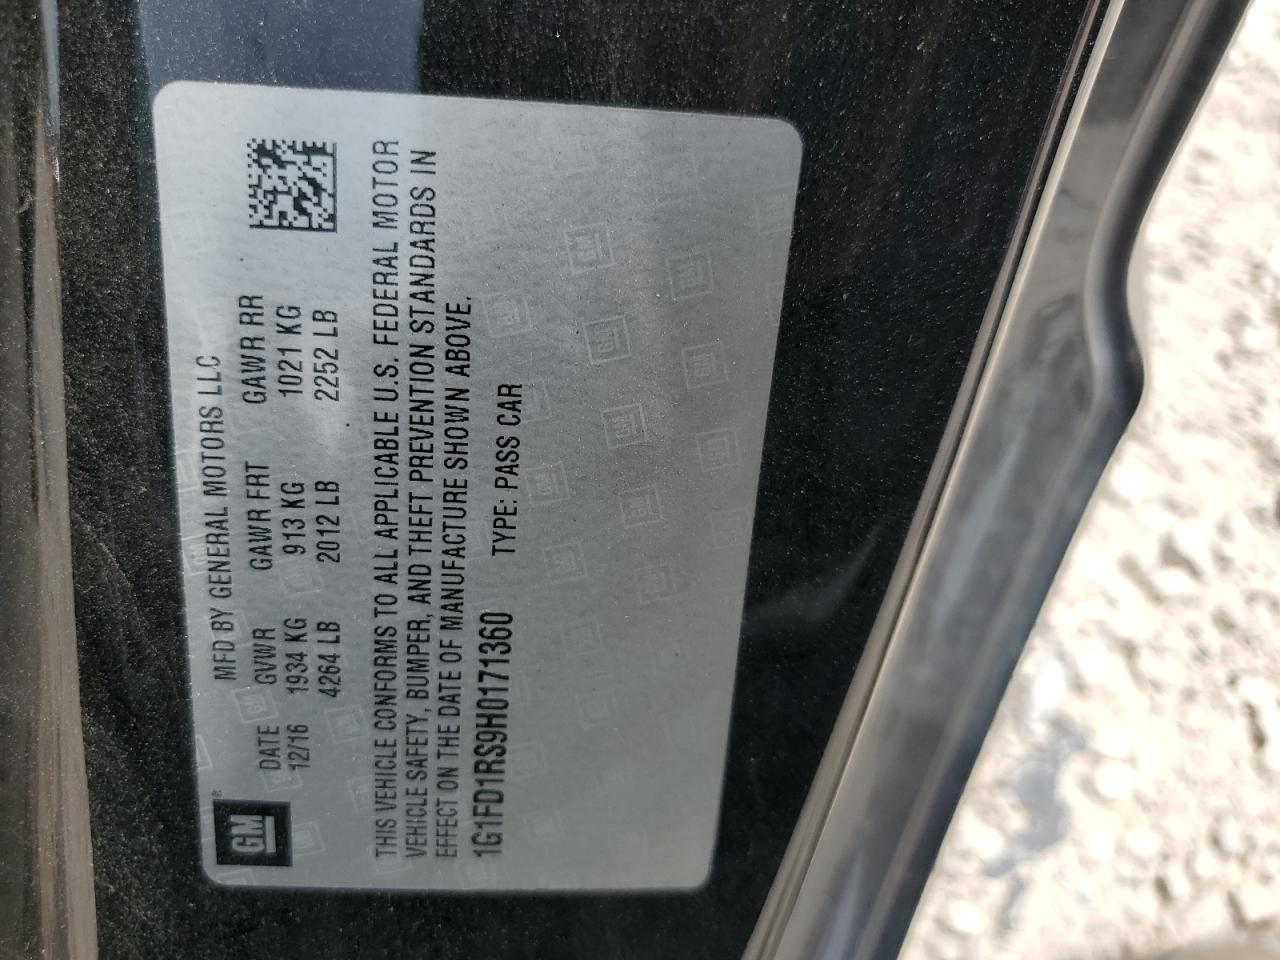 GM®
MFD BY GENERAL MOTORS LLC
DATE GVWR GAWR FRT GAWR RR
12/16 1934 KG 913 KG 1021 KG
4264 LB 2012 LB 2252 LB
THIS VEHICLE CONFORMS TO ALL APPLICABLE U.S. FEDERAL MOTOR
VEHICLE SAFETY, BUMPER, AND THEFT PREVENTION STANDARDS IN
EFFECT ON THE DATE OF MANUFACTURE SHOWN ABOVE.
1G1FD1RS9H0171360 TYPE: PASS CAR